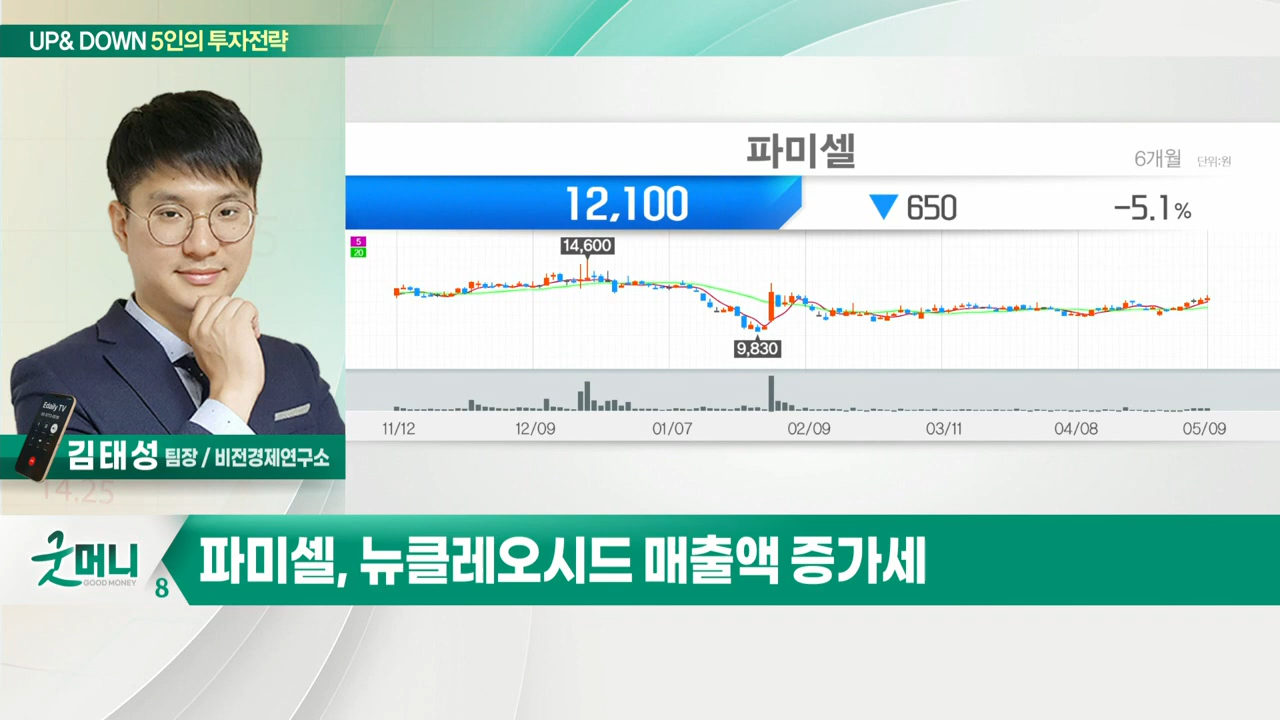 UP& DOWN 5인의 투자전략
파미셀
6개월 단위:원
12,100 ▼ 650 -5.1%
5
20
14,600
9,830
11/12 12/09 01/07 02/09 03/11 04/08 05/09
Edaily TV
김태성 팀장 / 비전경제연구소
14.25
굿머니
GOOD MONEY
8
파미셀, 뉴클레오시드 매출액 증가세